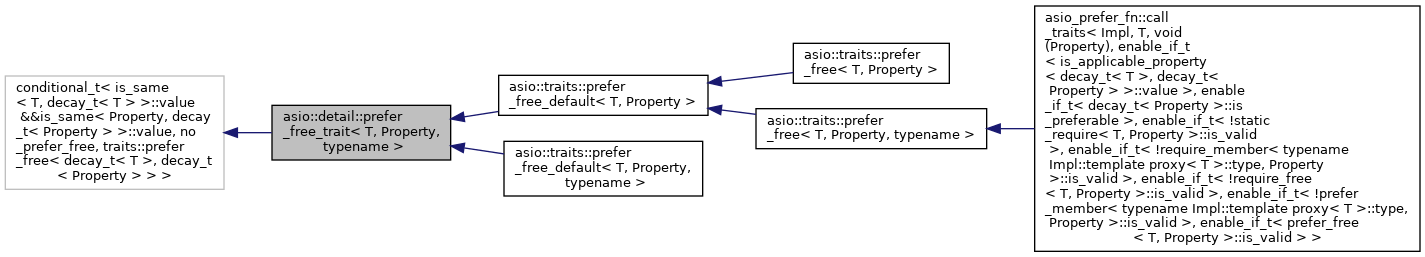 conditional_t< is_same
< T, decay_t< T > >::value
&&is_same< Property, decay
_t< Property > >::value, no
_prefer_free, traits::prefer
_free< decay_t< T >, decay_t
< Property > > >
asio::detail::prefer
_free_trait< T, Property,
typename >
asio::traits::prefer
_free_default< T, Property >
asio::traits::prefer
_free_default< T, Property,
typename >
asio::traits::prefer
_free< T, Property >
asio::traits::prefer
_free< T, Property, typename >
asio_prefer_fn::call
_traits< Impl, T, void
(Property), enable_if_t
< is_applicable_property
< decay_t< T >, decay_t<
Property > >::value >, enable
_if_t< decay_t< Property >::is
_preferable >, enable_if_t< !static
_require< T, Property >::is_valid
>, enable_if_t< !require_member< typename
Impl::template proxy< T >::type, Property
>::is_valid >, enable_if_t< !require_free
< T, Property >::is_valid >, enable_if_t< !prefer
_member< typename Impl::template proxy< T >::type,
Property >::is_valid >, enable_if_t< prefer_free
< T, Property >::is_valid > >